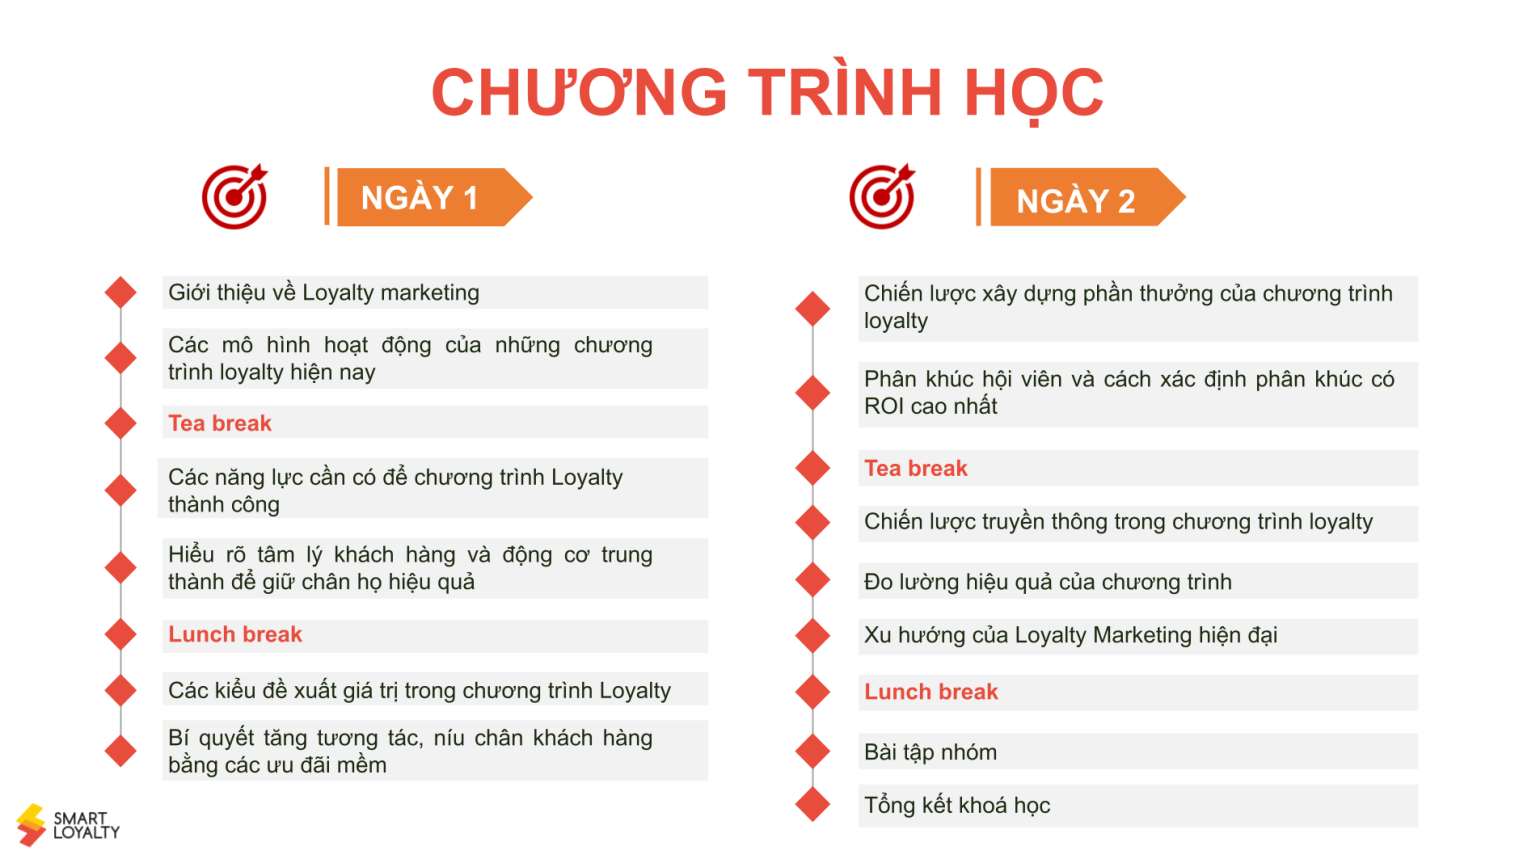 CHƯƠNG TRÌNH HỌC
NGÀY 1
Giới thiệu về Loyalty marketing
Các mô hình hoạt động của những chương
trình loyalty hiện nay
Tea break
Các năng lực cần có để chương trình Loyalty
thành công
Hiểu rõ tâm lý khách hàng và động cơ trung
thành để giữ chân họ hiệu quả
Lunch break
Các kiểu đề xuất giá trị trong chương trình Loyalty
Bí quyết tăng tương tác, níu chân khách hàng
bằng các ưu đãi mềm
NGÀY 2
Chiến lược xây dựng phần thưởng của chương trình
loyalty
Phân khúc hội viên và cách xác định phân khúc có
ROI cao nhất
Tea break
Chiến lược truyền thông trong chương trình loyalty
Đo lường hiệu quả của chương trình
Xu hướng của Loyalty Marketing hiện đại
Lunch break
Bài tập nhóm
Tổng kết khoá học
SMART
LOYALTY